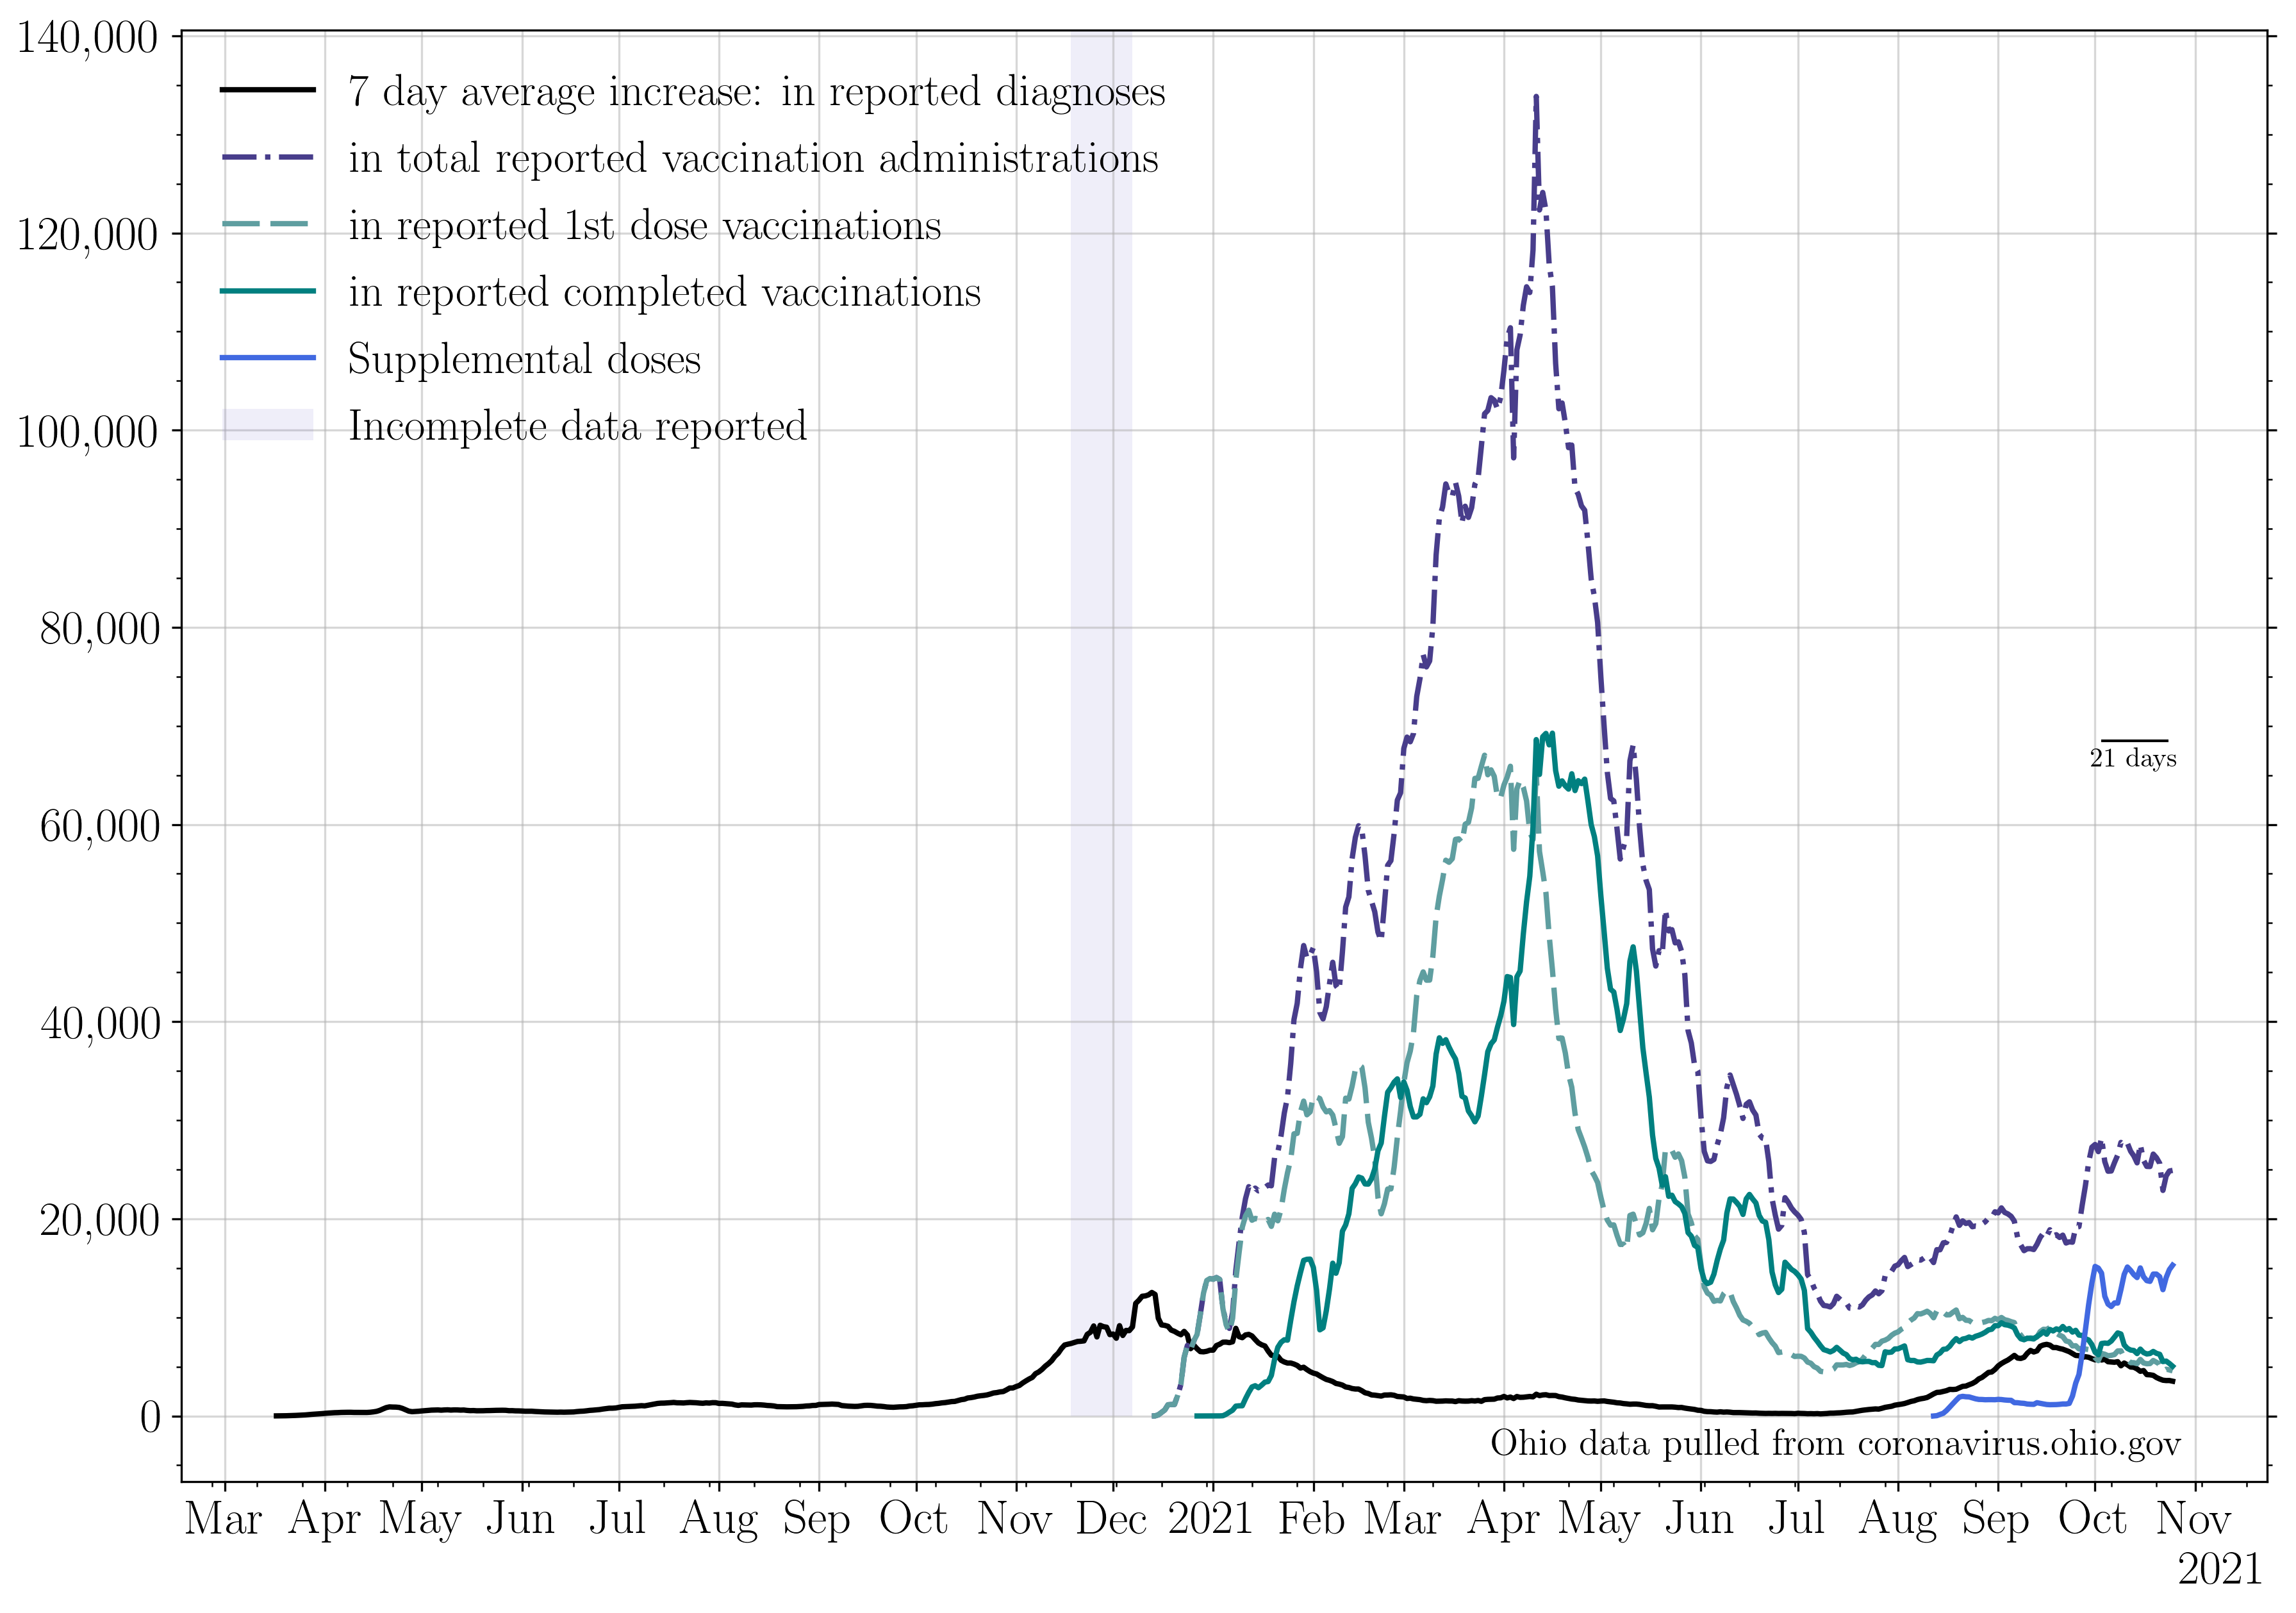 140,000
120,000
100,000
80,000
60,000
40,000
20,000
0
7 day average increase: in reported diagnoses
in total reported vaccination administrations
in reported 1st dose vaccinations
in reported completed vaccinations
Supplemental doses
Incomplete data reported
21 days
Ohio data pulled from coronavirus.ohio.gov
Mar Apr May Jun Jul Aug Sep Oct Nov Dec 2021 Feb Mar Apr May Jun Jul Aug Sep Oct Nov
2021